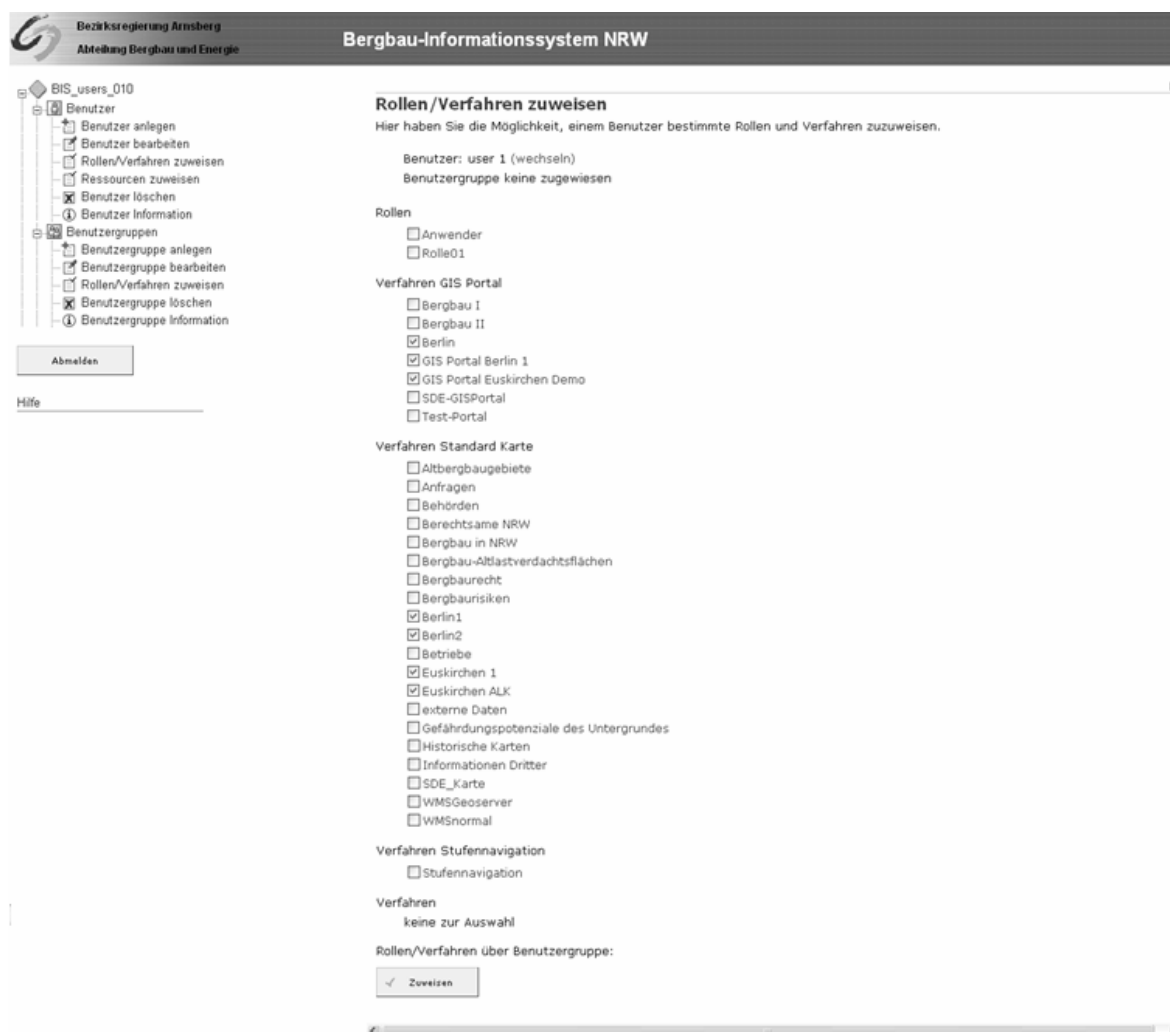 Bezirksregierung Arnsberg
Abteilung Bergbau und Energie
Bergbau-Informationssystem NRW
BIS_users_010
Benutzer
Benutzer anlegen
Benutzer bearbeiten
Rollen/Verfahren zuweisen
Ressourcen zuweisen
Benutzer löschen
Benutzer Information
Benutzergruppen
Benutzergruppe anlegen
Benutzergruppe bearbeiten
Rollen/Verfahren zuweisen
Benutzergruppe löschen
Benutzergruppe Information
Abmelden
Hilfe
Rollen/Verfahren zuweisen
Hier haben Sie die Möglichkeit, einem Benutzer bestimmte Rollen und Verfahren zuzuweisen.
Benutzer: user 1 (wechseln)
Benutzergruppe keine zugewiesen
Rollen
Anwender
Rolle01
Verfahren GIS Portal
Bergbau I
Bergbau II
Berlin
GIS Portal Berlin 1
GIS Portal Euskirchen Demo
SDE-GISPortal
Test-Portal
Verfahren Standard Karte
Altbergbaugebiete
Anfragen
Behörden
Berechtsame NRW
Bergbau in NRW
Bergbau-Altlastverdachtsflächen
Bergbaurecht
Bergbaurisiken
Berlin1
Berlin2
Betriebe
Euskirchen 1
Euskirchen ALK
externe Daten
Gefährdungspotenziale des Untergrundes
Historische Karten
Informationen Dritter
SDE_Karte
WMSGeoserver
WMSnormal
Verfahren Stufennavigation
Stufennavigation
Verfahren
keine zur Auswahl
Rollen/Verfahren über Benutzergruppe:
Zuweisen